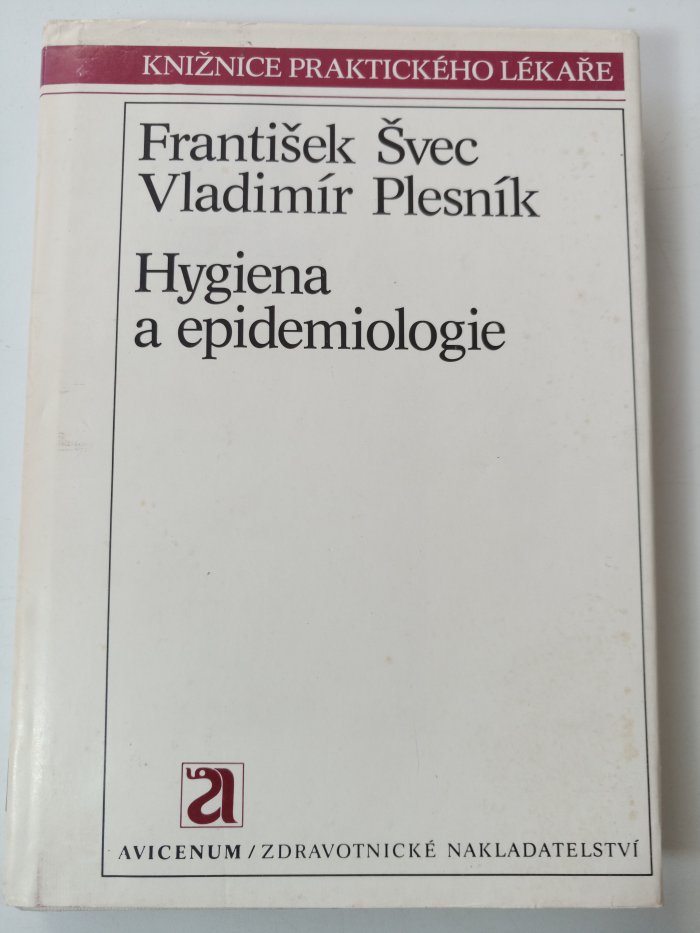 KNIŽNICE PRAKTICKÉHO LÉKAŘE
František Švec
Vladimír Plesník
Hygiena
a epidemiologie
AVICENUM / ZDRAVOTNICKÉ NAKLADATELSTVÍ